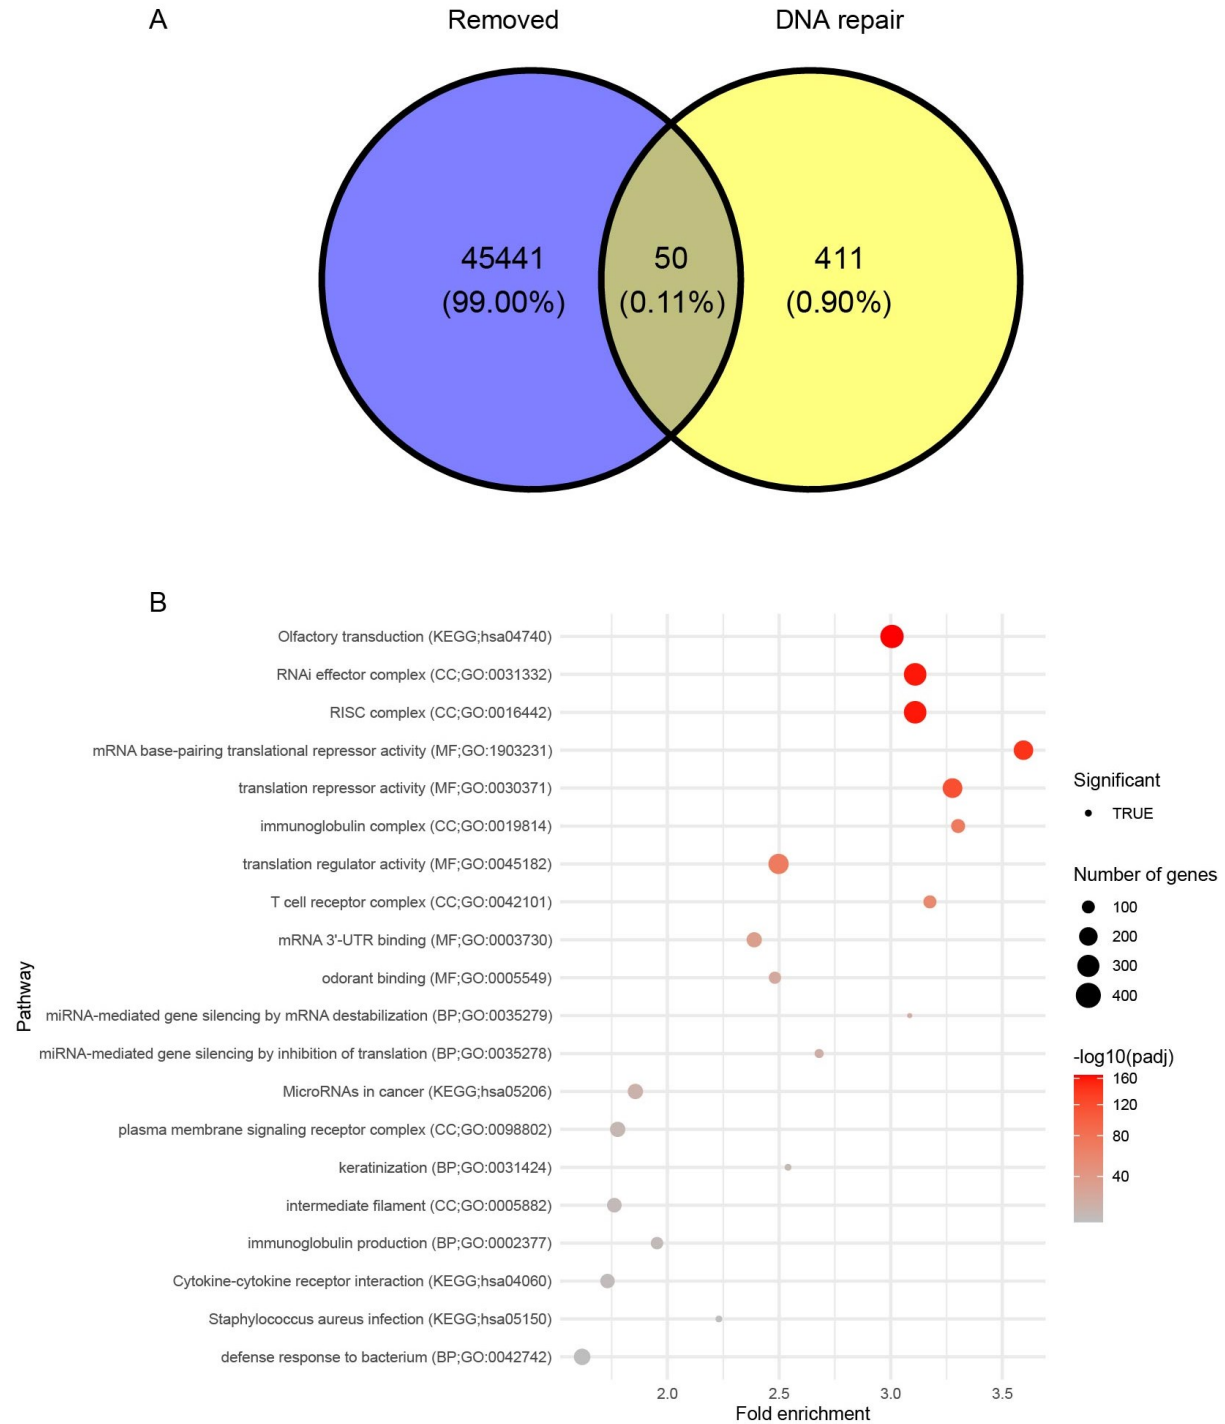 A
Removed
DNA repair
45441
(99.00%)
50
(0.11%)
411
(0.90%)
B
Pathway
Olfactory transduction (KEGG;hsa04740)
RNAi effector complex (CC;GO:0031332)
RISC complex (CC;GO:0016442)
mRNA base-pairing translational repressor activity (MF;GO:1903231)
translation repressor activity (MF;GO:0030371)
immunoglobulin complex (CC;GO:0019814)
translation regulator activity (MF;GO:0045182)
T cell receptor complex (CC;GO:0042101)
mRNA 3'-UTR binding (MF;GO:0003730)
odorant binding (MF;GO:0005549)
miRNA-mediated gene silencing by mRNA destabilization (BP;GO:0035279)
miRNA-mediated gene silencing by inhibition of translation (BP;GO:0035278)
MicroRNAs in cancer (KEGG;hsa05206)
plasma membrane signaling receptor complex (CC;GO:0098802)
keratinization (BP;GO:0031424)
intermediate filament (CC;GO:0005882)
immunoglobulin production (BP;GO:0002377)
Cytokine-cytokine receptor interaction (KEGG;hsa04060)
Staphylococcus aureus infection (KEGG;hsa05150)
defense response to bacterium (BP;GO:0042742)
2.0
2.5
3.0
3.5
Fold enrichment
Significant
TRUE
Number of genes
100
200
300
400
-log10(padj)
160
120
80
40